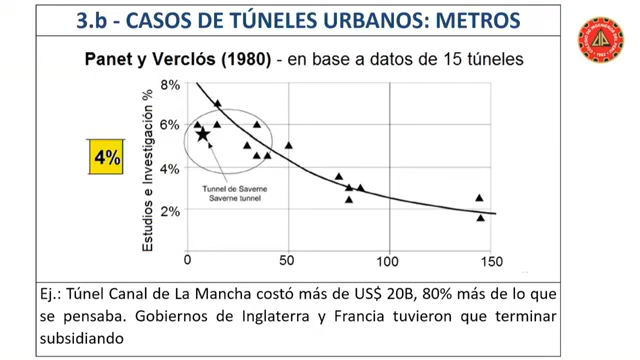 3.b - CASOS DE TÚNELES URBANOS: METROS
Panet y Verclós (1980) - en base a datos de 15 túneles
4%
Estudios e Investigación %
8%
6%
4%
2%
Tunnel de Saverne
Saverne tunnel
0
50
100
150
Ej.: Túnel Canal de La Mancha costó más de US$ 20B, 80% más de lo que
se pensaba. Gobiernos de Inglaterra y Francia tuvieron que terminar
subsidiando